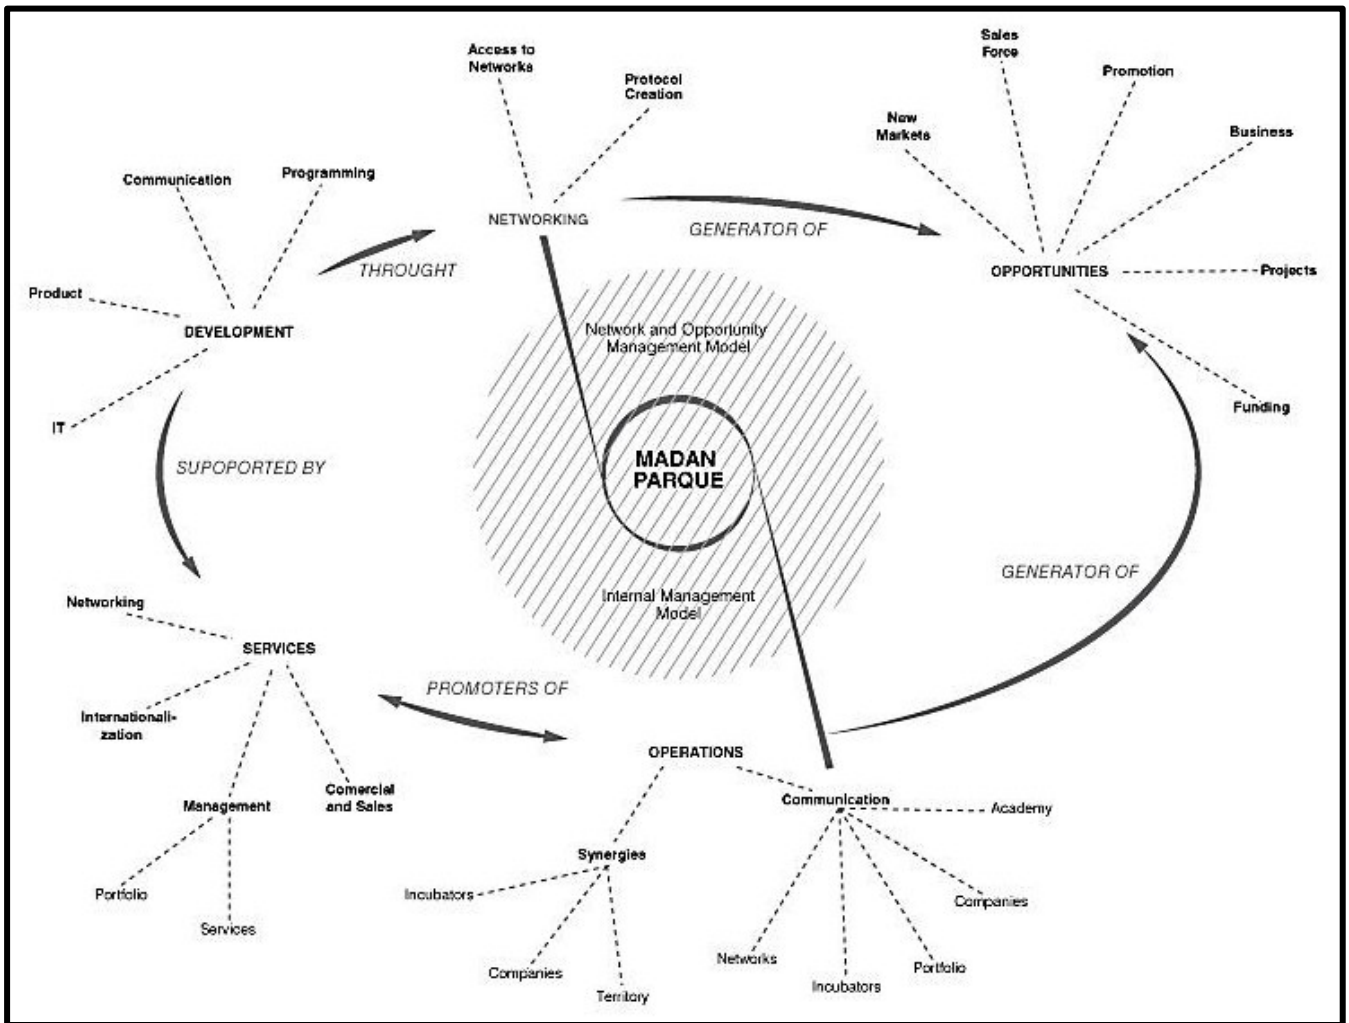 Access to
Networks
Protocol
Creation
Sales
Force
Promotion
New
Markets
Business
Communication
Programming
NETWORKING
GENERATOR OF
THROUGHT
OPPORTUNITIES
Projects
Product
DEVELOPMENT
Network and Opportunity
Management Model
Funding
IT
SUPOPORTED BY
MADAN
PARQUE
GENERATOR OF
Internal Management
Model
Networking
SERVICES
PROMOTERS OF
Internationali-
zation
OPERATIONS
Management
Comercial
and Sales
Communication
Academy
Synergies
Portfolio
Services
Incubators
Companies
Territory
Networks
Incubators
Portfolio
Companies